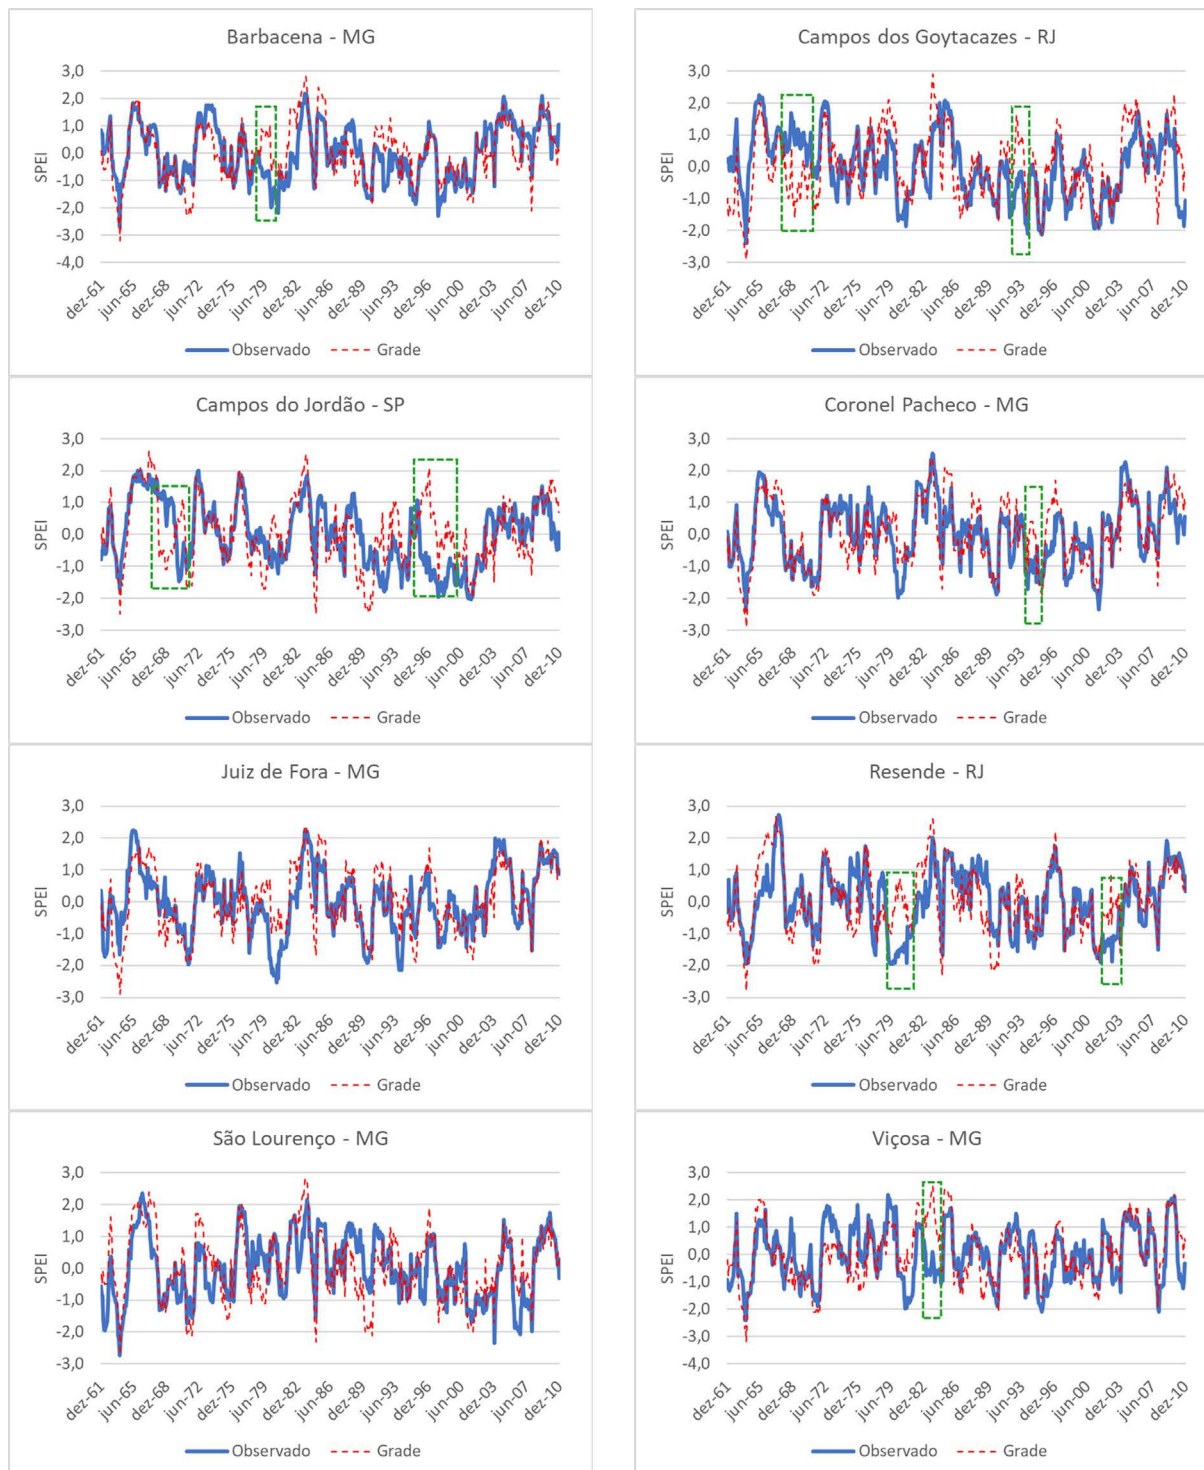 Barbacena - MG
3,0
2,0
1,0
0,0
-1,0
-2,0
-3,0
-4,0
SPEI
dez-61
jun-65
dez-68
jun-72
dez-75
jun-79
dez-82
jun-86
dez-89
jun-93
dez-96
jun-00
dez-03
jun-07
dez-10
Observado Grade
Campos dos Goytacazes - RJ
3,0
2,0
1,0
0,0
-1,0
-2,0
-3,0
SPEI
dez-61
jun-65
dez-68
jun-72
dez-75
jun-79
dez-82
jun-86
dez-89
jun-93
dez-96
jun-00
dez-03
jun-07
dez-10
Observado Grade
Campos do Jordão - SP
3,0
2,0
1,0
0,0
-1,0
-2,0
-3,0
SPEI
dez-61
jun-65
dez-68
jun-72
dez-75
jun-79
dez-82
jun-86
dez-89
jun-93
dez-96
jun-00
dez-03
jun-07
dez-10
Observado Grade
Coronel Pacheco - MG
3,0
2,0
1,0
0,0
-1,0
-2,0
-3,0
SPEI
dez-61
jun-65
dez-68
jun-72
dez-75
jun-79
dez-82
jun-86
dez-89
jun-93
dez-96
jun-00
dez-03
jun-07
dez-10
Observado Grade
Juiz de Fora - MG
3,0
2,0
1,0
0,0
-1,0
-2,0
-3,0
SPEI
dez-61
jun-65
dez-68
jun-72
dez-75
jun-79
dez-82
jun-86
dez-89
jun-93
dez-96
jun-00
dez-03
jun-07
dez-10
Observado Grade
Resende - RJ
3,0
2,0
1,0
0,0
-1,0
-2,0
-3,0
SPEI
dez-61
jun-65
dez-68
jun-72
dez-75
jun-79
dez-82
jun-86
dez-89
jun-93
dez-96
jun-00
dez-03
jun-07
dez-10
Observado Grade
São Lourenço - MG
3,0
2,0
1,0
0,0
-1,0
-2,0
-3,0
SPEI
dez-61
jun-65
dez-68
jun-72
dez-75
jun-79
dez-82
jun-86
dez-89
jun-93
dez-96
jun-00
dez-03
jun-07
dez-10
Observado Grade
Viçosa - MG
3,0
2,0
1,0
0,0
-1,0
-2,0
-3,0
-4,0
SPEI
dez-61
jun-65
dez-68
jun-72
dez-75
jun-79
dez-82
jun-86
dez-89
jun-93
dez-96
jun-00
dez-03
jun-07
dez-10
Observado Grade